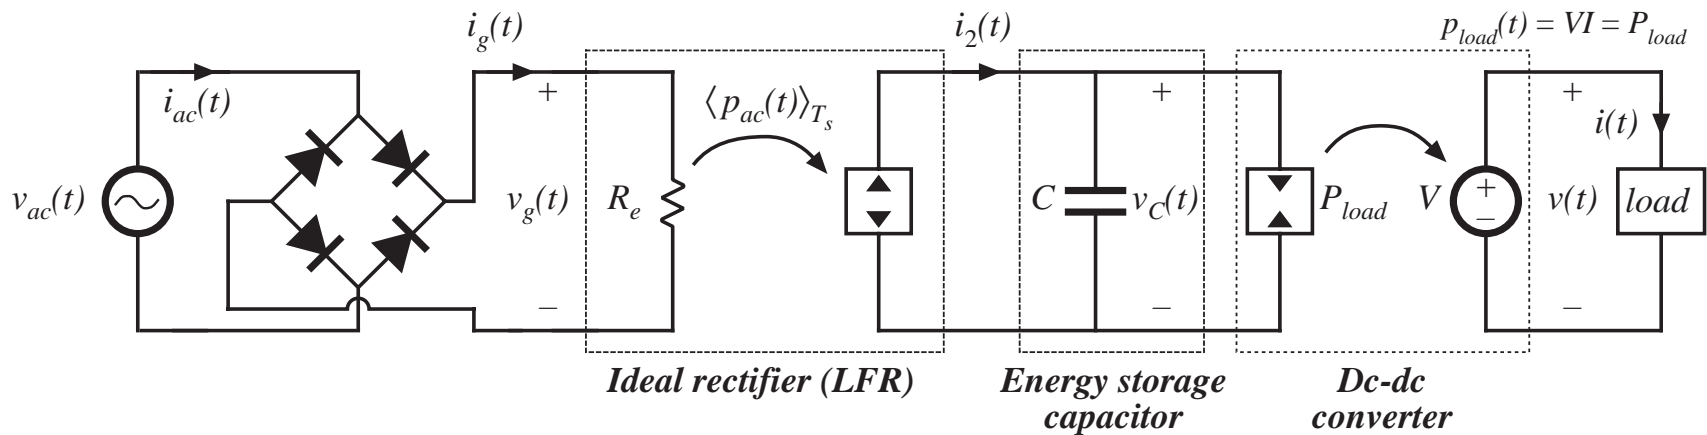 p_load(t) = VI = P_load
i_g(t)
i_2(t)
i_ac(t)
+
⟨p_ac(t)⟩_T_s
+
+
i(t)
v_ac(t)
v_g(t)
R_e
C
v_C(t)
P_load
V
+
–
v(t)
load
–
–
–
Ideal rectifier (LFR)
Energy storage
capacitor
Dc-dc
converter